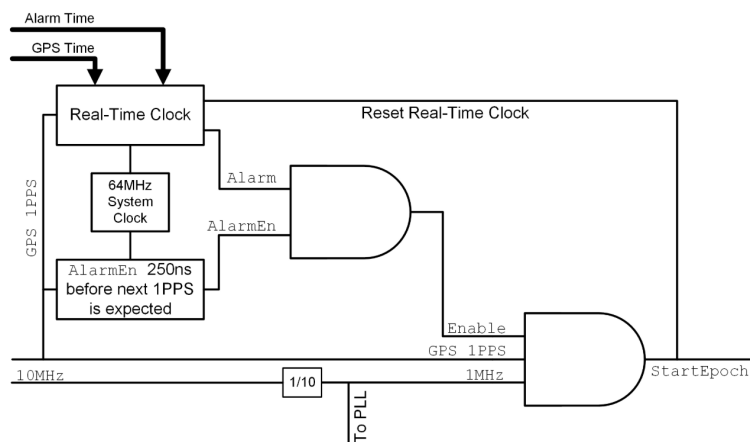 Alarm Time
GPS Time
Real-Time Clock
Reset Real-Time Clock
GPS 1PPS
64MHz
System
Clock
Alarm
AlarmEn
AlarmEn 250ns
before next 1PPS
is expected
Enable
GPS 1PPS
StartEpoch
10MHz
1/10
1MHz
To PLL